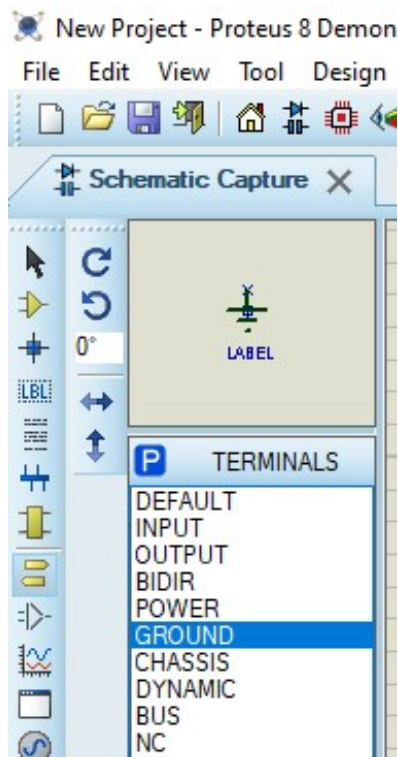 New Project - Proteus 8 Demon
File Edit View Tool Design
Schematic Capture
0°
LBL
LABEL
P TERMINALS
DEFAULT
INPUT
OUTPUT
BIDIR
POWER
GROUND
CHASSIS
DYNAMIC
BUS
NC